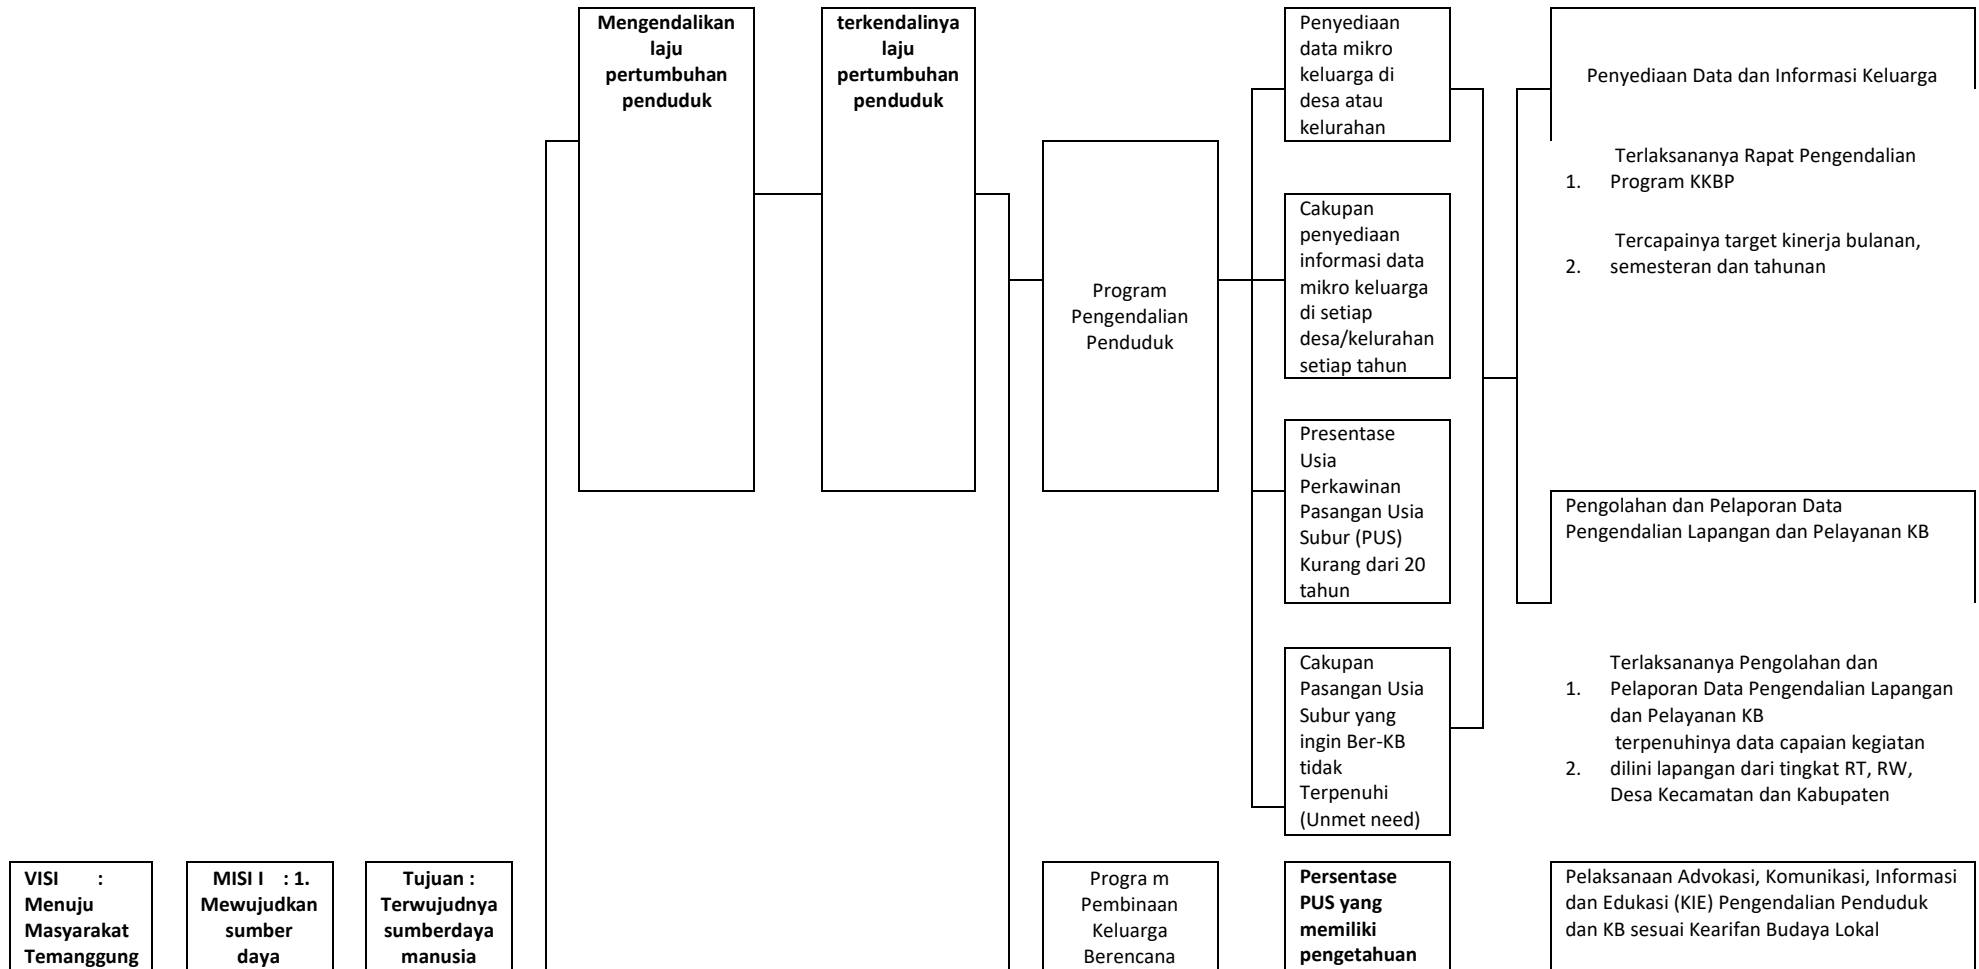 Mengendalikan
laju
pertumbuhan
penduduk
terkendalinya
laju
pertumbuhan
penduduk
Program
Pengendalian
Penduduk
Penyediaan
data mikro
keluarga di
desa atau
kelurahan
Cakupan
penyediaan
informasi data
mikro keluarga
di setiap
desa/kelurahan
setiap tahun
Presentase
Usia
Perkawinan
Pasangan Usia
Subur (PUS)
Kurang dari 20
tahun
Cakupan
Pasangan Usia
Subur yang
ingin Ber-KB
tidak
Terpenuhi
(Unmet need)
Penyediaan Data dan Informasi Keluarga
Terlaksananya Rapat Pengendalian
1. Program KKBP
Tercapainya target kinerja bulanan,
2. semesteran dan tahunan
Pengolahan dan Pelaporan Data
Pengendalian Lapangan dan Pelayanan KB
Terlaksananya Pengolahan dan
1. Pelaporan Data Pengendalian Lapangan
dan Pelayanan KB
terpenuhinya data capaian kegiatan
2. dilini lapangan dari tingkat RT, RW,
Desa Kecamatan dan Kabupaten
VISI :
Menuju
Masyarakat
Temanggung
MISI I : 1.
Mewujudkan
sumber
daya
Tujuan :
Terwujudnya
sumberdaya
manusia
Progra m
Pembinaan
Keluarga
Berencana
Persentase
PUS yang
memiliki
pengetahuan
Pelaksanaan Advokasi, Komunikasi, Informasi
dan Edukasi (KIE) Pengendalian Penduduk
dan KB sesuai Kearifan Budaya Lokal